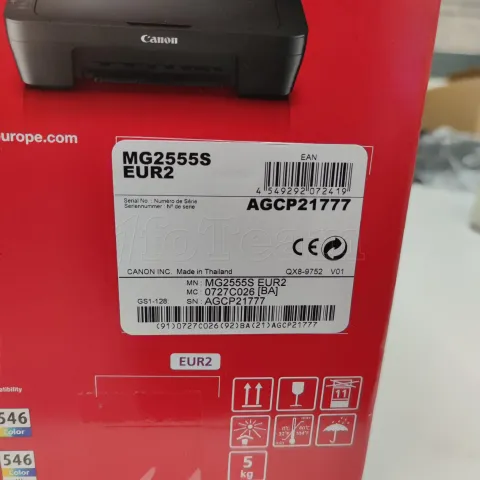 Canon
europe.com
MG2555S
EUR2
EAN
4 549292 072419
Serial No : Numéro de Série
Seriennummer : Nº de serie
AGCP21777
CE
CANON INC. Made in Thailand
QX8-9752 V01
MN MG2555S EUR2
MC 0727C026 [BA]
GS1-128: SN AGCP21777
(91)0727C026(92)BA(21)AGCP21777
EUR2
11
546
Color
546
5
kg